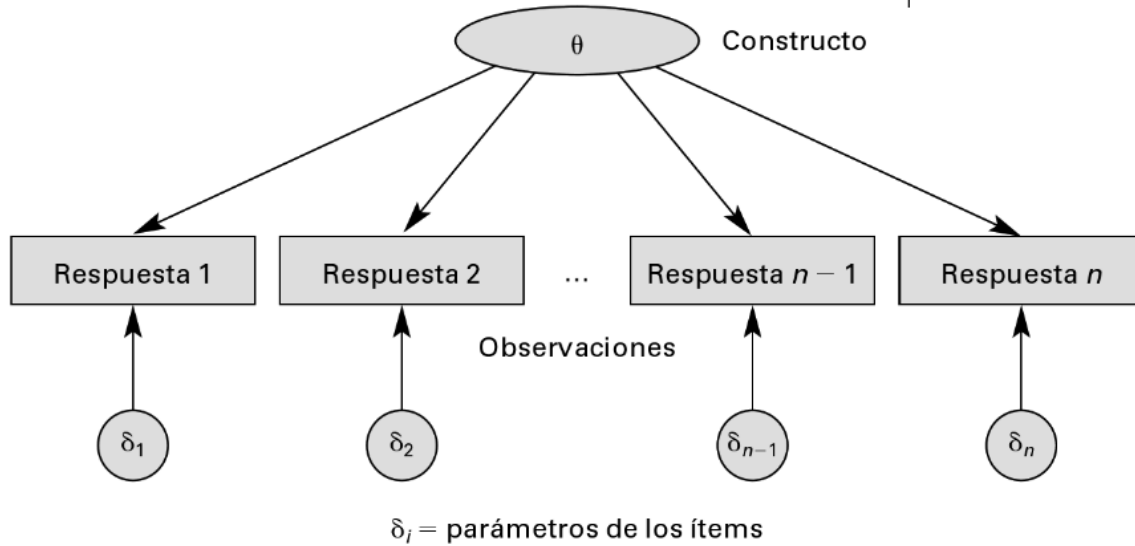 θ
Constructo
Respuesta 1
Respuesta 2
...
Respuesta n − 1
Respuesta n
Observaciones
δ1
δ2
δn−1
δn
δi = parámetros de los ítems